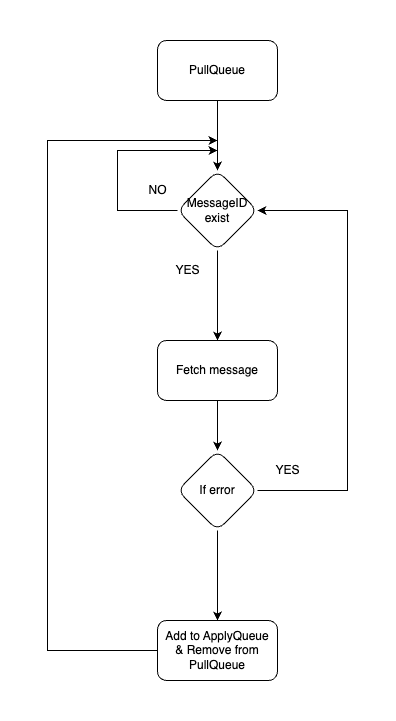 PullQueue
NO
MessageID
exist
YES
Fetch message
If error
YES
Add to ApplyQueue
& Remove from
PullQueue